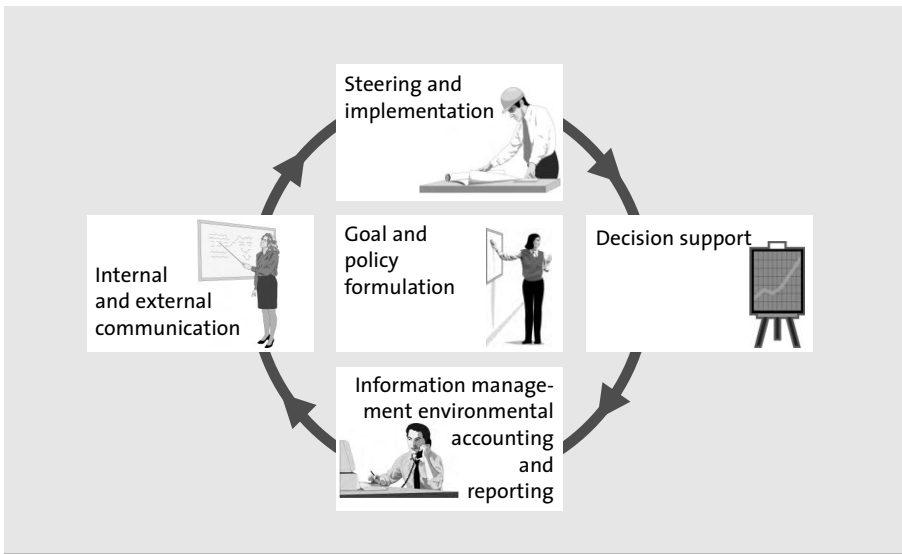 Steering and
implementation
Internal
and external
communication
Goal and
policy
formulation
Decision support
Information manage-
ment environmental
accounting
and
reporting